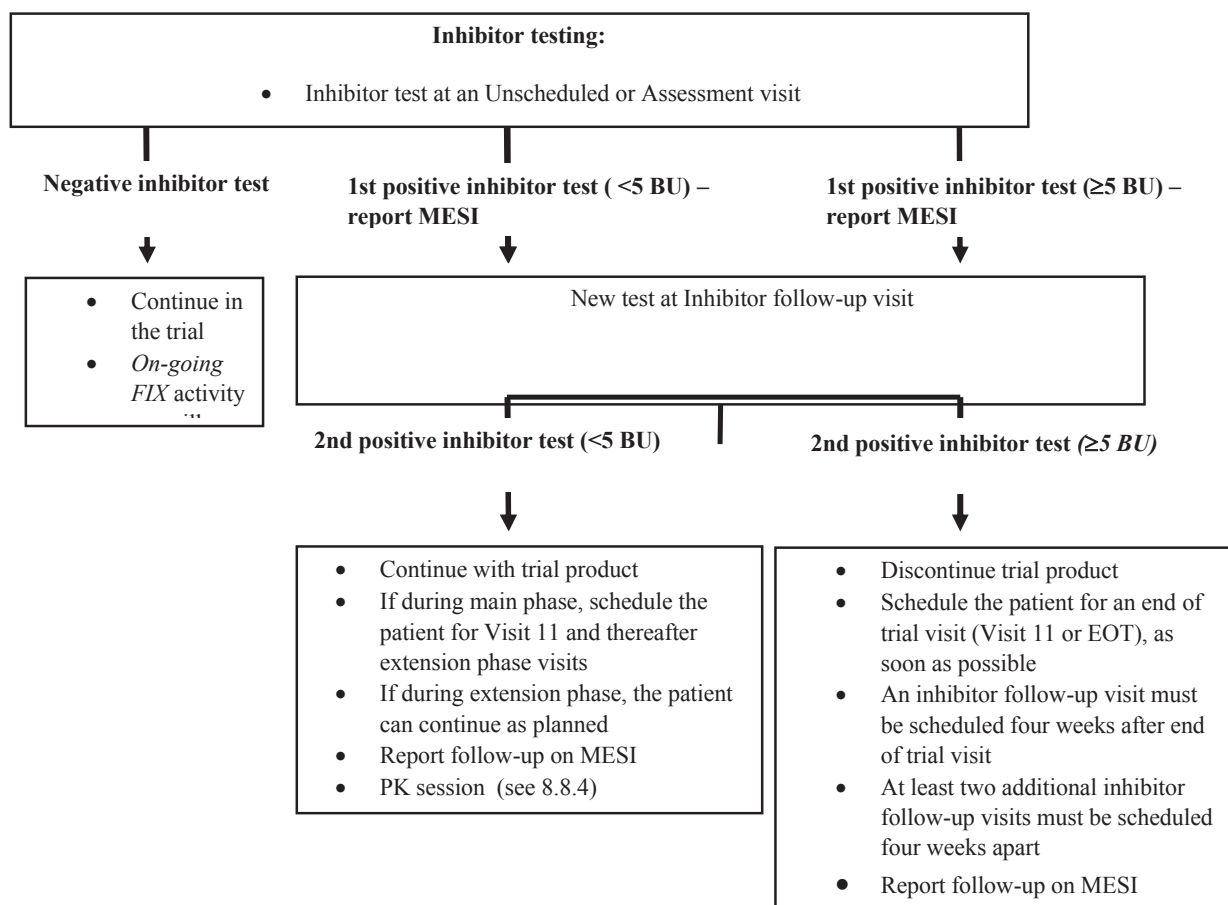 Inhibitor testing:
• Inhibitor test at an Unscheduled or Assessment visit
Negative inhibitor test
1st positive inhibitor test ( <5 BU) –
report MESI
1st positive inhibitor test (≥5 BU) –
report MESI
• Continue in
the trial
• On-going
FIX activity
New test at Inhibitor follow-up visit
2nd positive inhibitor test (<5 BU)
2nd positive inhibitor test (≥5 BU)
• Continue with trial product
• If during main phase, schedule the
patient for Visit 11 and thereafter
extension phase visits
• If during extension phase, the patient
can continue as planned
• Report follow-up on MESI
• PK session (see 8.8.4)
• Discontinue trial product
• Schedule the patient for an end of
trial visit (Visit 11 or EOT), as
soon as possible
• An inhibitor follow-up visit must
be scheduled four weeks after end
of trial visit
• At least two additional inhibitor
follow-up visits must be scheduled
four weeks apart
• Report follow-up on MESI